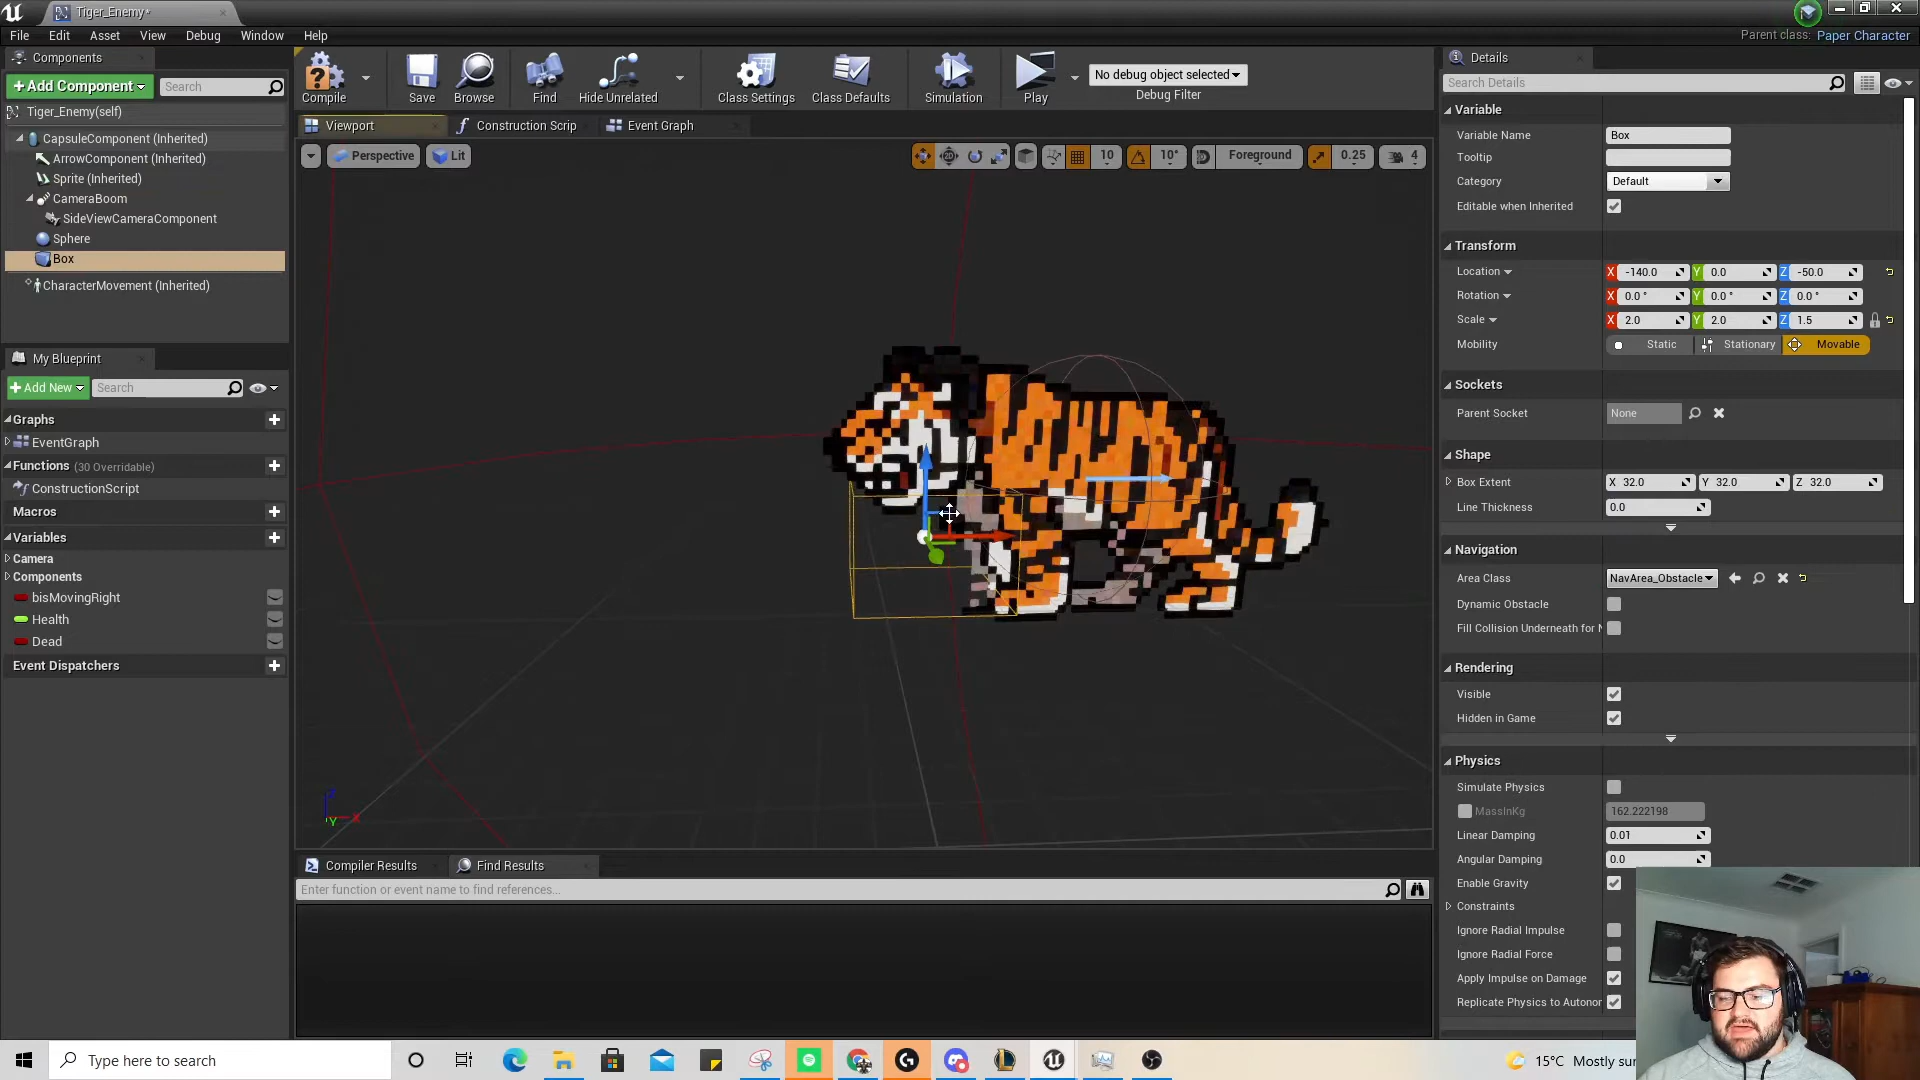 Tiger_Enemy*
File Edit Asset View Debug Window Help
Parent class: Paper Character
Components
+Add Component
Search
Tiger_Enemy(self)
CapsuleComponent (Inherited)
ArrowComponent (Inherited)
Sprite (Inherited)
CameraBoom
SideViewCameraComponent
Sphere
Box
CharacterMovement (Inherited)
My Blueprint
+Add New
Search
Graphs
EventGraph
Functions (30 Overridable)
ConstructionScript
Macros
Variables
Camera
Components
bisMovingRight
Health
Dead
Event Dispatchers
Compile
Save
Browse
Find
Hide Unrelated
Class Settings
Class Defaults
Simulation
Play
No debug object selected
Debug Filter
Viewport
Construction Scrip
Event Graph
Perspective
Lit
10
10°
Foreground
0.25
4
Z
X
Y
Compiler Results
Find Results
Enter function or event name to find references...
Details
Search Details
Variable
Variable Name Box
Tooltip
Category Default
Editable when Inherited
Transform
Location X -140.0 Y 0.0 Z -50.0
Rotation X 0.0 ° Y 0.0 ° Z 0.0 °
Scale X 2.0 Y 2.0 Z 1.5
Mobility Static Stationary Movable
Sockets
Parent Socket None
Shape
Box Extent X 32.0 Y 32.0 Z 32.0
Line Thickness 0.0
Navigation
Area Class NavArea_Obstacle
Dynamic Obstacle
Fill Collision Underneath for N
Rendering
Visible
Hidden in Game
Physics
Simulate Physics
MassInKg 162.222198
Linear Damping 0.01
Angular Damping 0.0
Enable Gravity
Constraints
Ignore Radial Impulse
Ignore Radial Force
Apply Impulse on Damage
Replicate Physics to Autonor
Type here to search
15°C Mostly sur